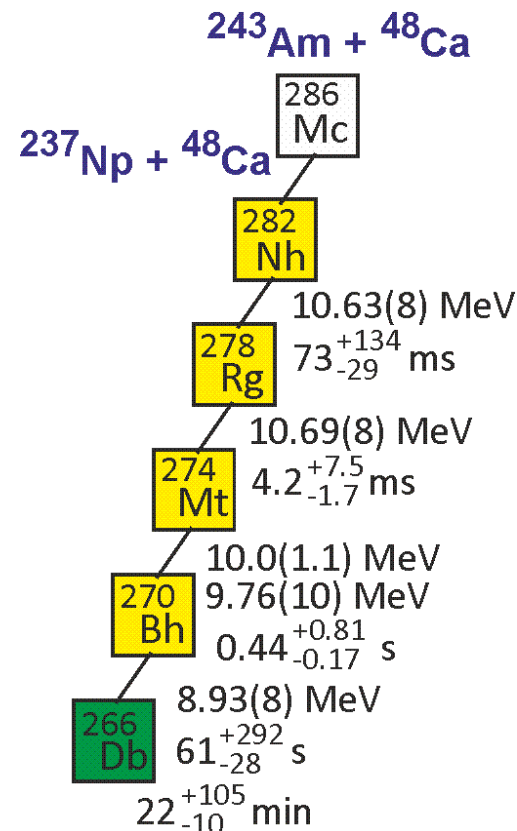 ²⁴³Am + ⁴⁸Ca
286
Mc
²³⁷Np + ⁴⁸Ca
282
Nh
10.63(8) MeV
278
Rg
73 +134 -29 ms
10.69(8) MeV
274
Mt
4.2 +7.5 -1.7 ms
10.0(1.1) MeV
270
Bh
9.76(10) MeV
0.44 +0.81 -0.17 s
8.93(8) MeV
266
Db
61 +292 -28 s
22 +105 -10 min